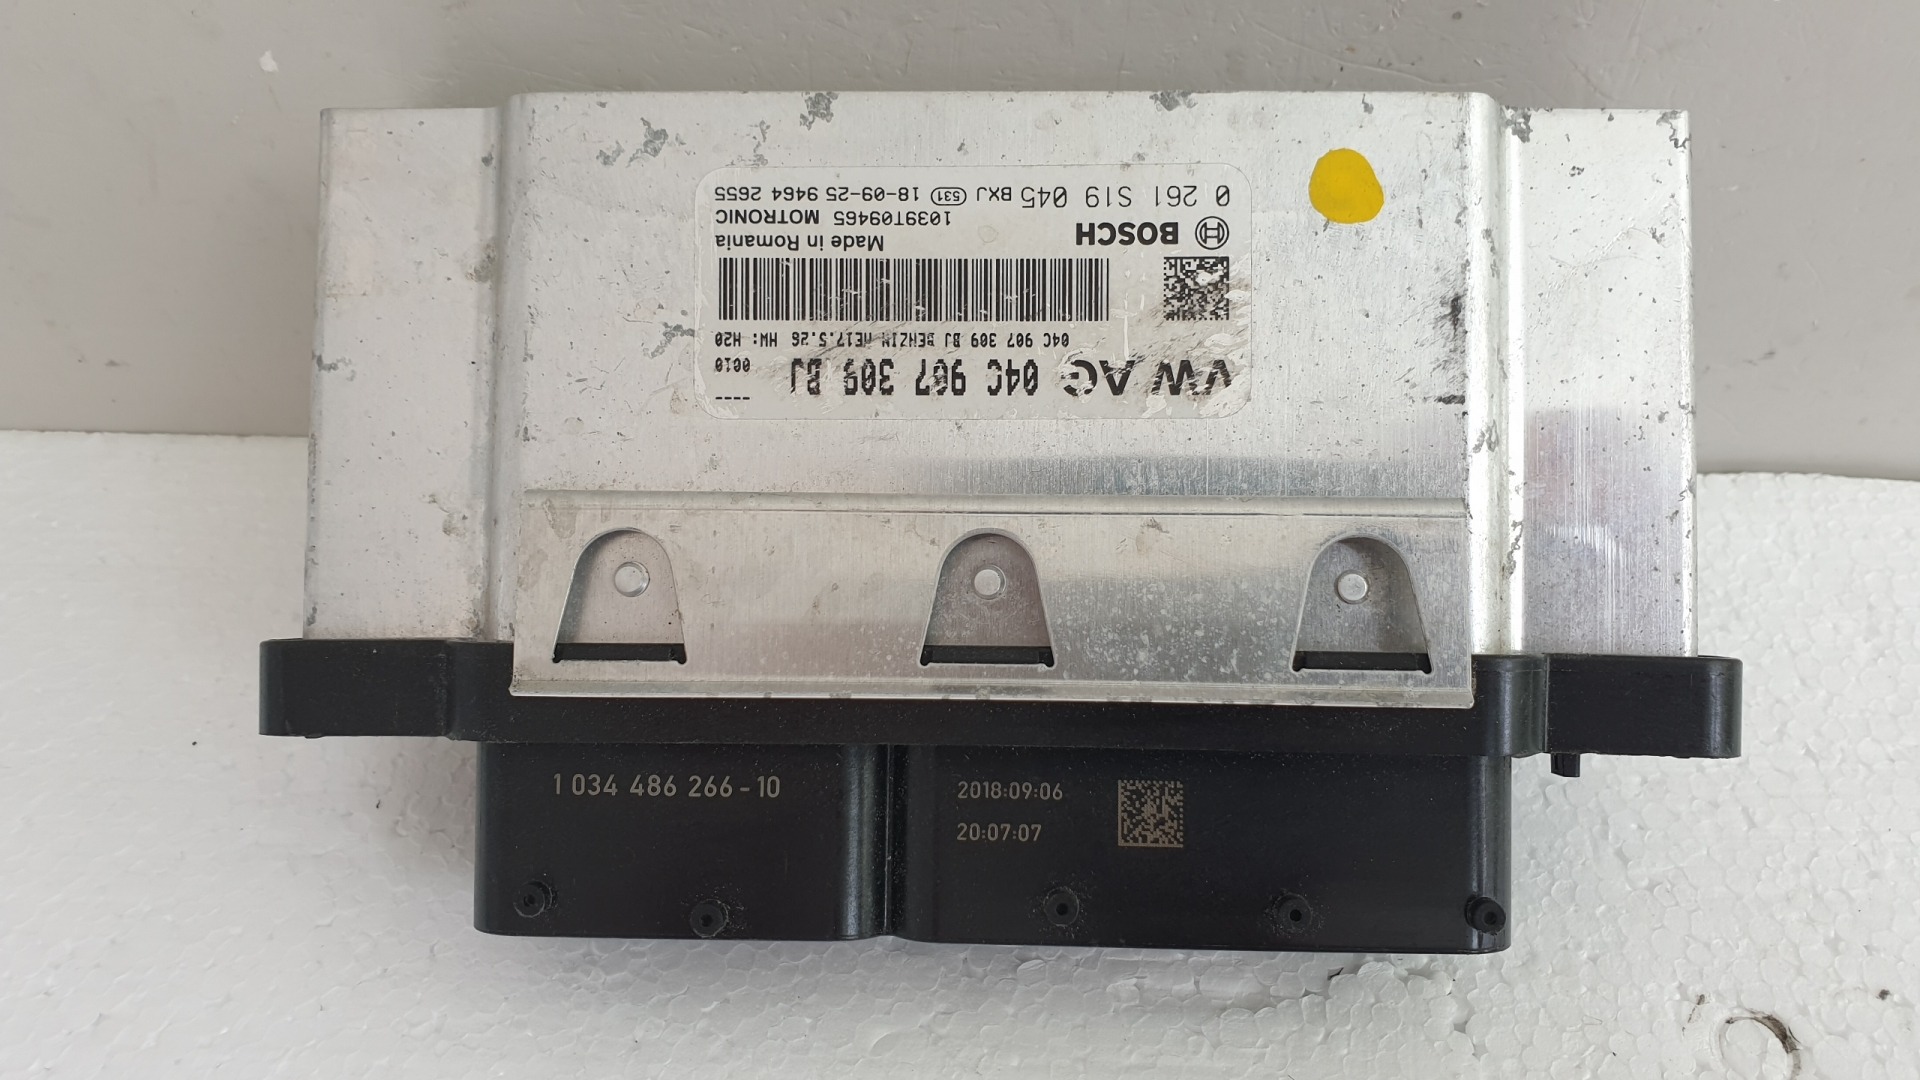 ----
VW AG 04C 907 309 BJ 0010
04C 907 309 BJ BENZIN ME17.5.26 HW: H20
BOSCH Made in Romania
1039T09465 MOTRONIC
0 261 S19 045 BXJ 531 18-09-25 9464 2655
1 034 486 266-10
2018:09:06
20:07:07